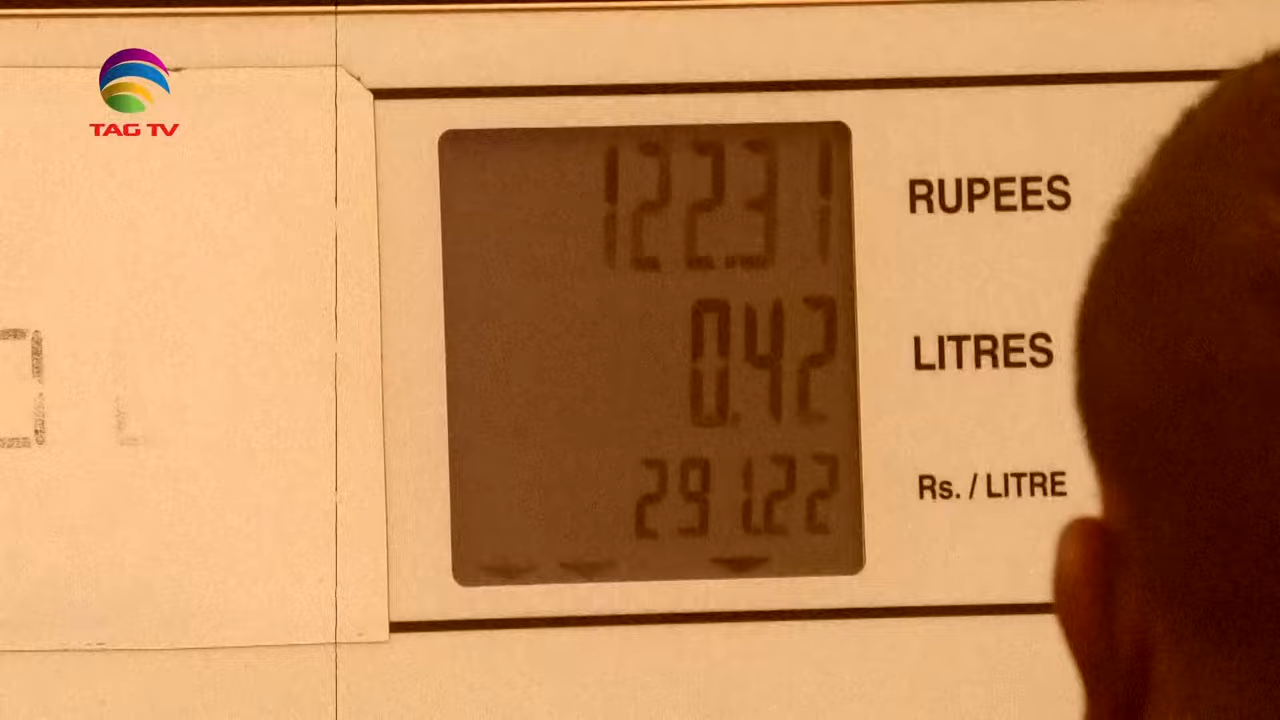 TAG TV
122.31
RUPEES
0.42
LITRES
291.22
Rs. / LITRE